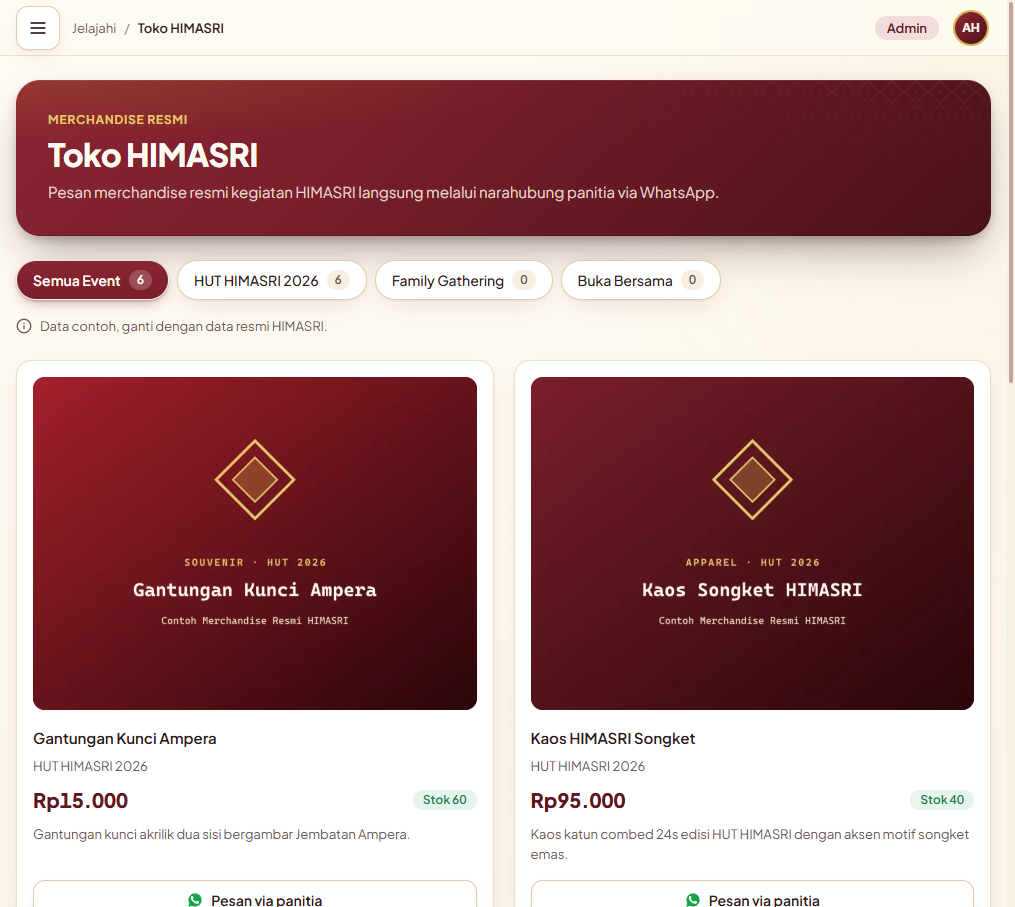 Jelajahi / Toko HIMASRI
Admin
AH
MERCHANDISE RESMI
Toko HIMASRI
Pesan merchandise resmi kegiatan HIMASRI langsung melalui narahubung panitia via WhatsApp.
Semua Event 6
HUT HIMASRI 2026 6
Family Gathering 0
Buka Bersama 0
Data contoh, ganti dengan data resmi HIMASRI.
SOUVENIR · HUT 2026
Gantungan Kunci Ampera
Contoh Merchandise Resmi HIMASRI
Gantungan Kunci Ampera
HUT HIMASRI 2026
Rp15.000
Stok 60
Gantungan kunci akrilik dua sisi bergambar Jembatan Ampera.
Pesan via panitia
APPAREL · HUT 2026
Kaos Songket HIMASRI
Contoh Merchandise Resmi HIMASRI
Kaos HIMASRI Songket
HUT HIMASRI 2026
Rp95.000
Stok 40
Kaos katun combed 24s edisi HUT HIMASRI dengan aksen motif songket
emas.
Pesan via panitia